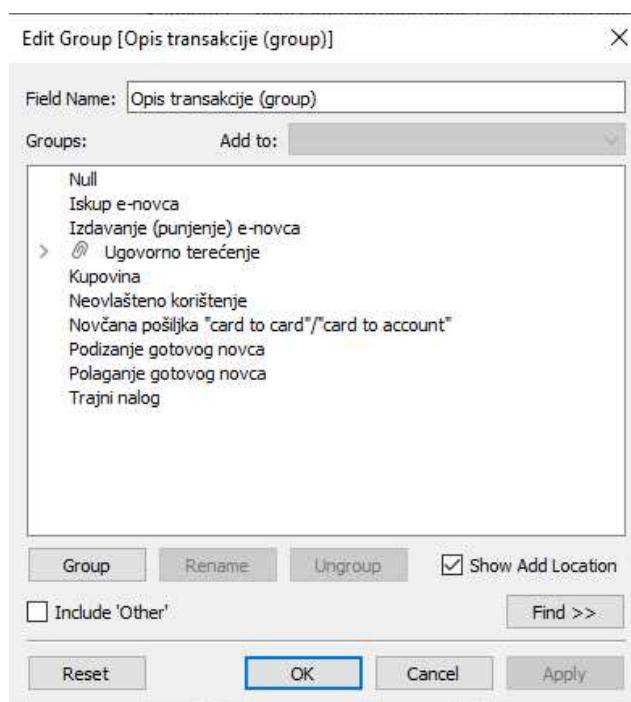 Edit Group [Opis transakcije (group)]
Field Name: Opis transakcije (group)
Groups: Add to:
Null
Iskup e-novca
Izdavanje (punjenje) e-novca
Ugovorno terećenje
Kupovina
Neovlašteno korištenje
Novčana pošiljka "card to card"/"card to account"
Podizanje gotovog novca
Polaganje gotovog novca
Trajni nalog
Group Rename Ungroup Show Add Location
Include 'Other' Find >>
Reset OK Cancel Apply